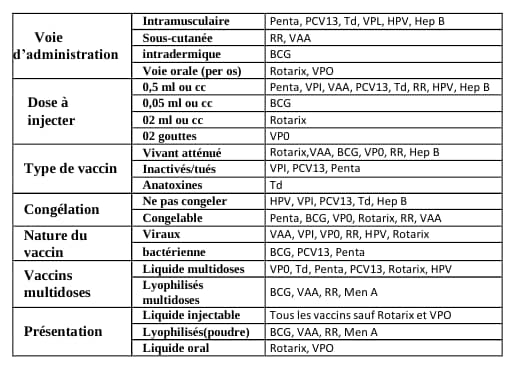 Voie d'administration
Intramusculaire Penta, PCV13, Td, VPL, HPV, Hep B
Sous-cutanée RR, VAA
intradermique BCG
Voie orale (per os) Rotarix, VPO
Dose à injecter
0,5 ml ou cc Penta, VPI, VAA, PCV13, Td, RR, HPV, Hep B
0,05 ml ou cc BCG
02 ml ou cc Rotarix
02 gouttes VP0
Type de vaccin
Vivant atténué Rotarix,VAA, BCG, VP0, RR, Hep B
Inactivés/tués VPI, PCV13, Penta
Anatoxines Td
Congélation
Ne pas congeler HPV, VPI, PCV13, Td, Hep B
Congelable Penta, BCG, VP0, Rotarix, RR, VAA
Nature du vaccin
Viraux VAA, VPI, VP0, RR, HPV, Rotarix
bactérienne BCG, PCV13, Penta
Vaccins multidoses
Liquide multidoses VP0, Td, Penta, PCV13, Rotarix, HPV
Lyophilisés multidoses BCG, VAA, RR, Men A
Présentation
Liquide injectable Tous les vaccins sauf Rotarix et VPO
Lyophilisés(poudre) BCG, VAA, RR, Men A
Liquide oral Rotarix, VPO